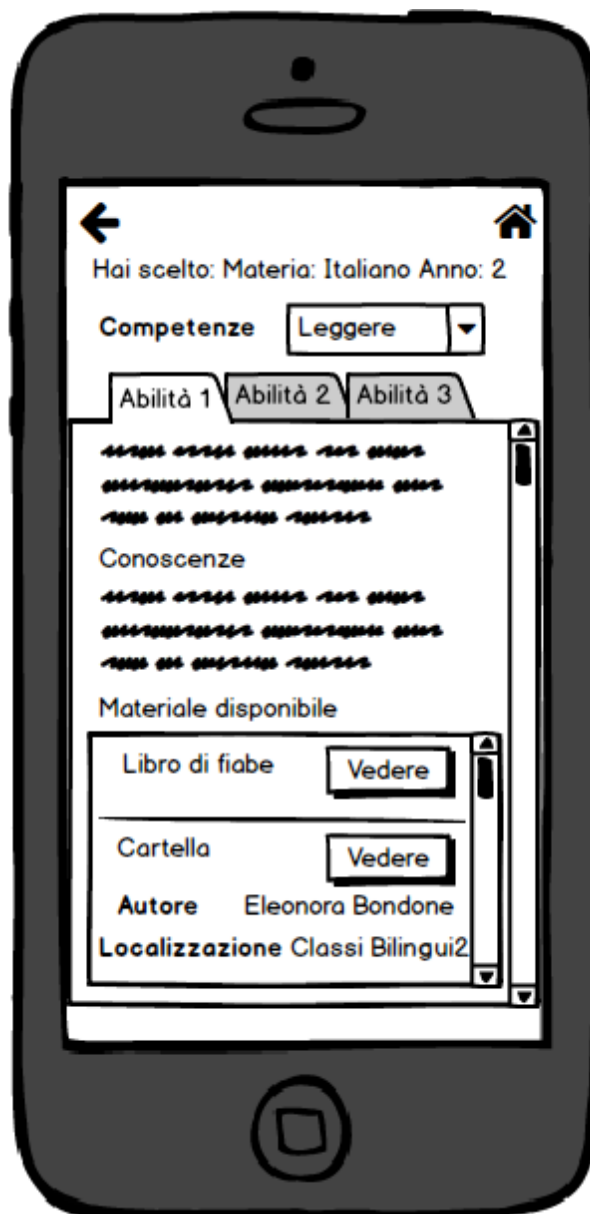 Hai scelto: Materia: Italiano Anno: 2
Competenze Leggere
Abilità 1 Abilità 2 Abilità 3
Conoscenze
Materiale disponibile
Libro di fiabe Vedere
Cartella Vedere
Autore Eleonora Bondone
Localizzazione Classi Bilingui2